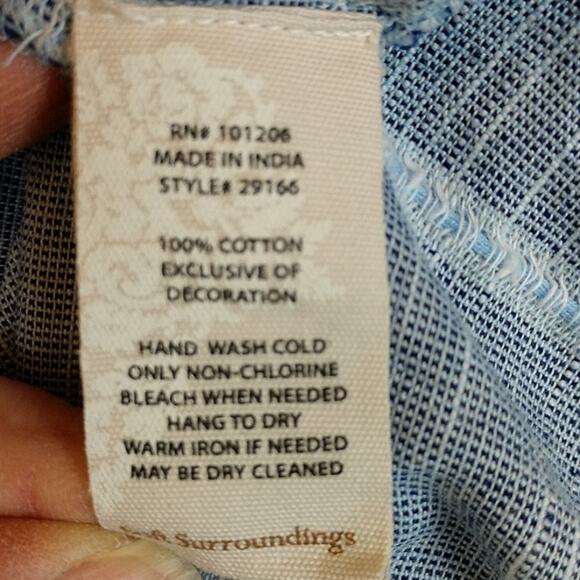 RN# 101206
MADE IN INDIA
STYLE# 29166
100% COTTON
EXCLUSIVE OF
DECORATION
HAND WASH COLD
ONLY NON-CHLORINE
BLEACH WHEN NEEDED
HANG TO DRY
WARM IRON IF NEEDED
MAY BE DRY CLEANED
Surroundings